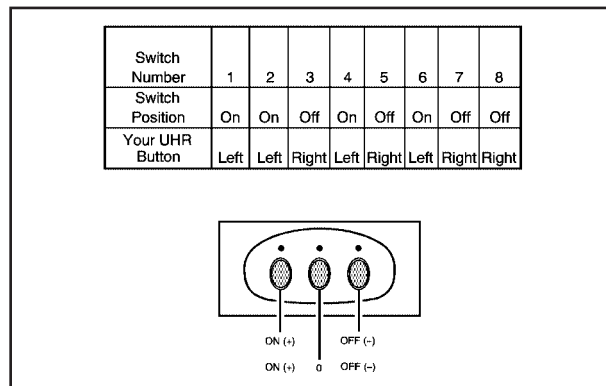 Switch Number 1 2 3 4 5 6 7 8
Switch Position On On Off On Off On Off Off
Your UHR Button Left Left Right Left Right Left Right Right
ON (+) OFF (–)
ON (+) 0 OFF (–)